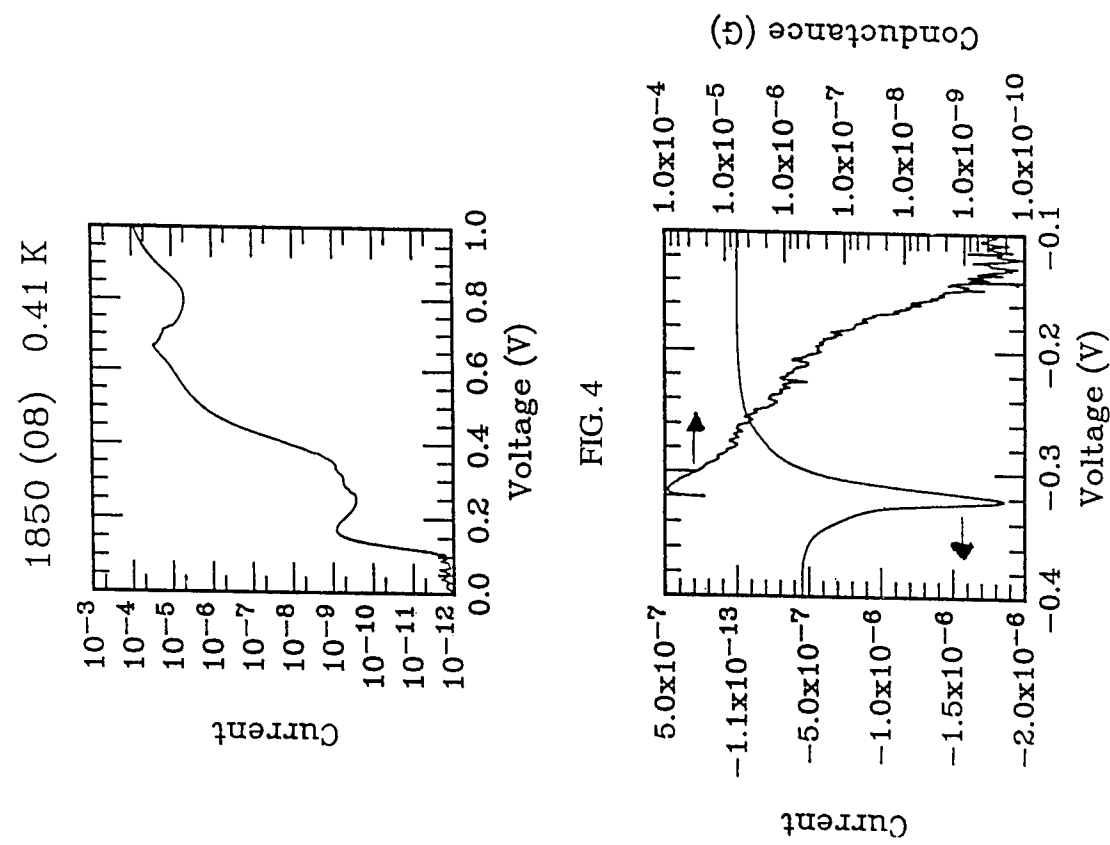 1850 (08) 0.41 K
10−3
10−4
10−5
10−6
10−7
10−8
10−9
10−10
10−11
10−12
Current
0.0 0.2 0.4 0.6 0.8 1.0
Voltage (V)
FIG. 4
5.0x10−7
−1.1x10−13
−5.0x10−7
−1.0x10−6
−1.5x10−6
−2.0x10−6
Current
1.0x10−4
1.0x10−5
1.0x10−6
1.0x10−7
1.0x10−8
1.0x10−9
1.0x10−10
Conductance (G)
−0.4 −0.3 −0.2 −0.1
Voltage (V)